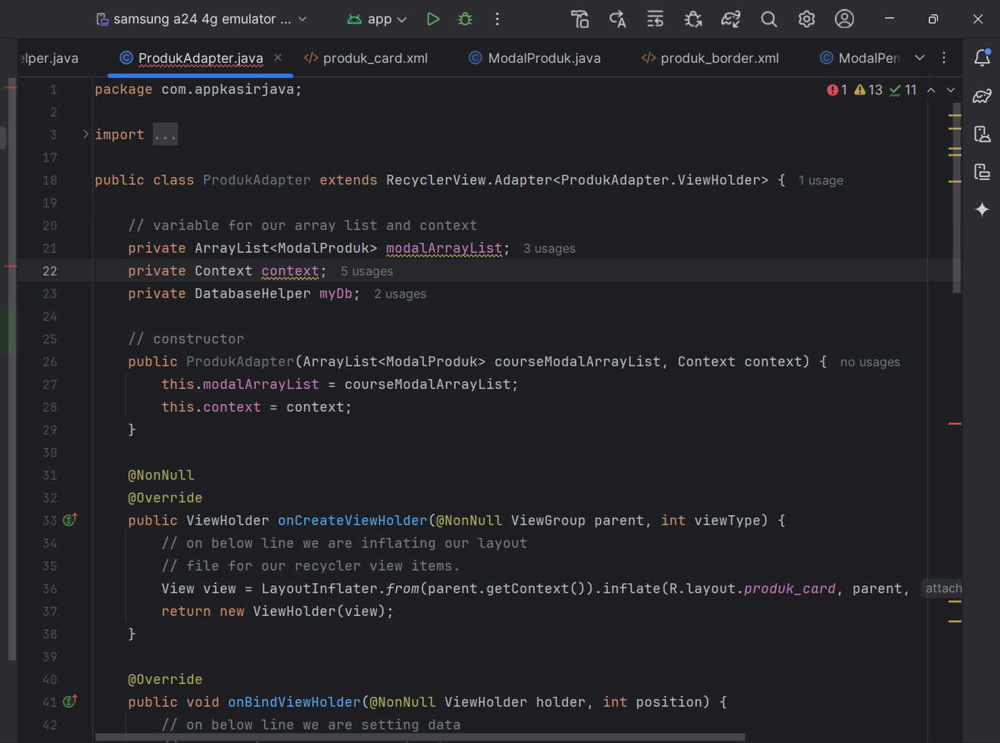 samsung a24 4g emulator ...
app
elper.java
ProdukAdapter.java
produk_card.xml
ModalProduk.java
produk_border.xml
ModalPen
1 package com.appkasirjava;
1 13 11
2
3 import ...
17
18 public class ProdukAdapter extends RecyclerView.Adapter<ProdukAdapter.ViewHolder> { 1 usage
19
20 // variable for our array list and context
21 private ArrayList<ModalProduk> modalArrayList; 3 usages
22 private Context context; 5 usages
23 private DatabaseHelper myDb; 2 usages
24
25 // constructor
26 public ProdukAdapter(ArrayList<ModalProduk> courseModalArrayList, Context context) { no usages
27 this.modalArrayList = courseModalArrayList;
28 this.context = context;
29 }
30
31 @NonNull
32 @Override
33 public ViewHolder onCreateViewHolder(@NonNull ViewGroup parent, int viewType) {
34 // on below line we are inflating our layout
35 // file for our recycler view items.
36 View view = LayoutInflater.from(parent.getContext()).inflate(R.layout.produk_card, parent, attach
37 return new ViewHolder(view);
38 }
39
40 @Override
41 public void onBindViewHolder(@NonNull ViewHolder holder, int position) {
42 // on below line we are setting data